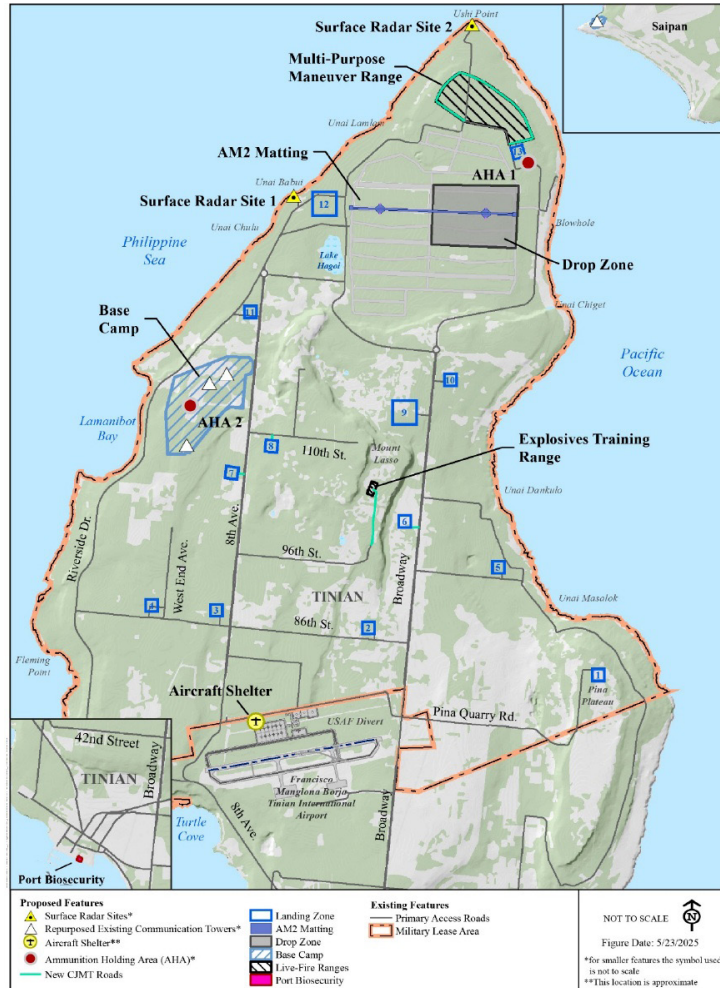 Ushi Point
Surface Radar Site 2
Saipan
Multi-Purpose
Maneuver Range
Unai Lamlam
AM2 Matting
13
AHA 1
Unai Babui
Surface Radar Site 1
12
Blowhole
Unai Chulu
Philippine
Sea
Lake
Hagoi
Drop Zone
Base
Camp
11
Unai Chiget
Pacific
Ocean
10
AHA 2
9
Lamanibot
Bay
8
110th St.
Mount
Lasso
Explosives Training
Range
7
8th Ave.
Unai Dankulo
Riverside Dr.
6
96th St.
Broadway
West End Ave.
5
TINIAN
4
3
86th St.
2
Unai Masalok
Fleming
Point
1
Pina
Plateau
Aircraft Shelter
USAF Divert
Pina Quarry Rd.
42nd Street
TINIAN
Broadway
Francisco
Manglona Borja
Tinian International
Airport
8th Ave.
Broadway
Turtle
Cove
Port Biosecurity
Proposed Features
Surface Radar Sites*
Repurposed Existing Communication Towers*
Aircraft Shelter**
Ammunition Holding Area (AHA)*
New CJMT Roads
Landing Zone
AM2 Matting
Drop Zone
Base Camp
Live-Fire Ranges
Port Biosecurity
Existing Features
Primary Access Roads
Military Lease Area
NOT TO SCALE
N
Figure Date: 5/23/2025
*for smaller features the symbol used
is not to scale
**This location is approximate